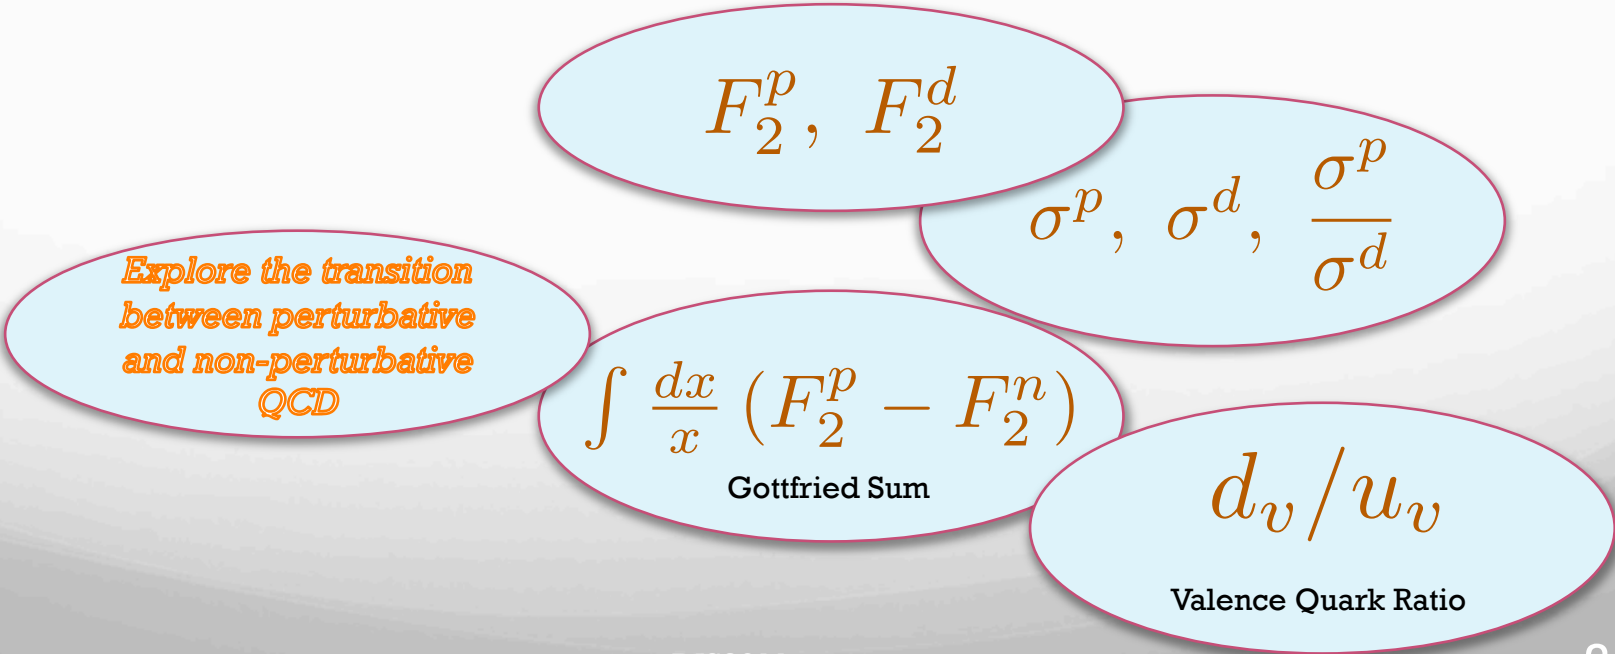 F_2^p, F_2^d
σ^p, σ^d, σ^p/σ^d
Explore the transition
between perturbative
and non-perturbative
QCD
∫ dx/x (F_2^p − F_2^n)
Gottfried Sum
d_v/u_v
Valence Quark Ratio